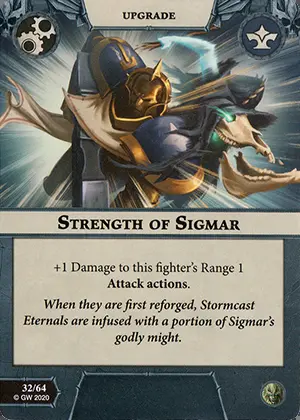 UPGRADE
STRENGTH OF SIGMAR
+1 Damage to this fighter's Range 1
Attack actions.
When they are first reforged, Stormcast
Eternals are infused with a portion of Sigmar's
godly might.
32/64
© GW 2020